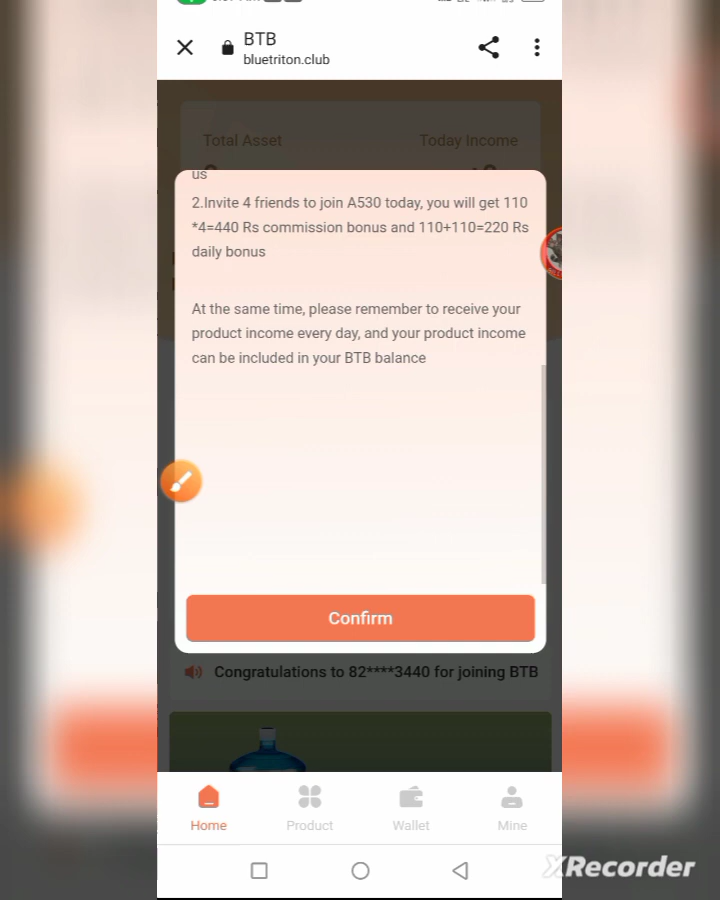 BTB
bluetriton.club
Total Asset
Today Income
us
2.Invite 4 friends to join A530 today, you will get 110
*4=440 Rs commission bonus and 110+110=220 Rs
daily bonus
At the same time, please remember to receive your
product income every day, and your product income
can be included in your BTB balance
Confirm
Congratulations to 82****3440 for joining BTB
Home
Product
Wallet
Mine
XRecorder